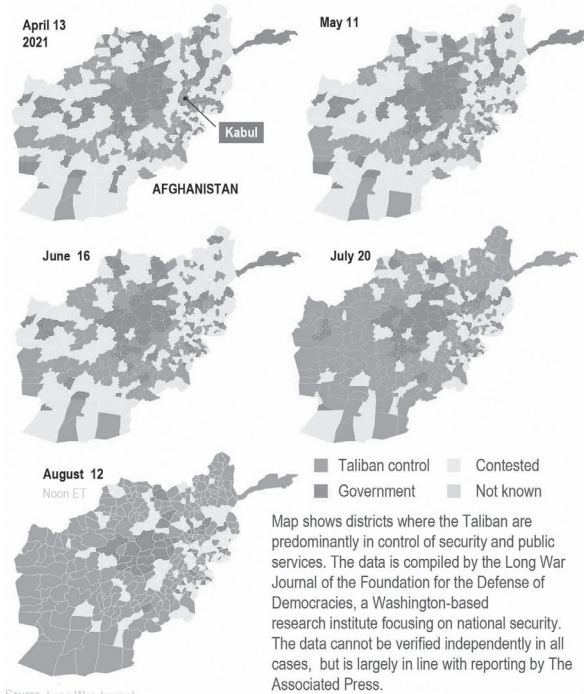 April 13
2021
May 11
Kabul
AFGHANISTAN
June 16
July 20
August 12
Noon ET
Taliban control
Contested
Government
Not known
Map shows districts where the Taliban are
predominantly in control of security and public
services. The data is compiled by the Long War
Journal of the Foundation for the Defense of
Democracies, a Washington-based
research institute focusing on national security.
The data cannot be verified independently in all
cases, but is largely in line with reporting by The
Associated Press.
Source: Long War Journal